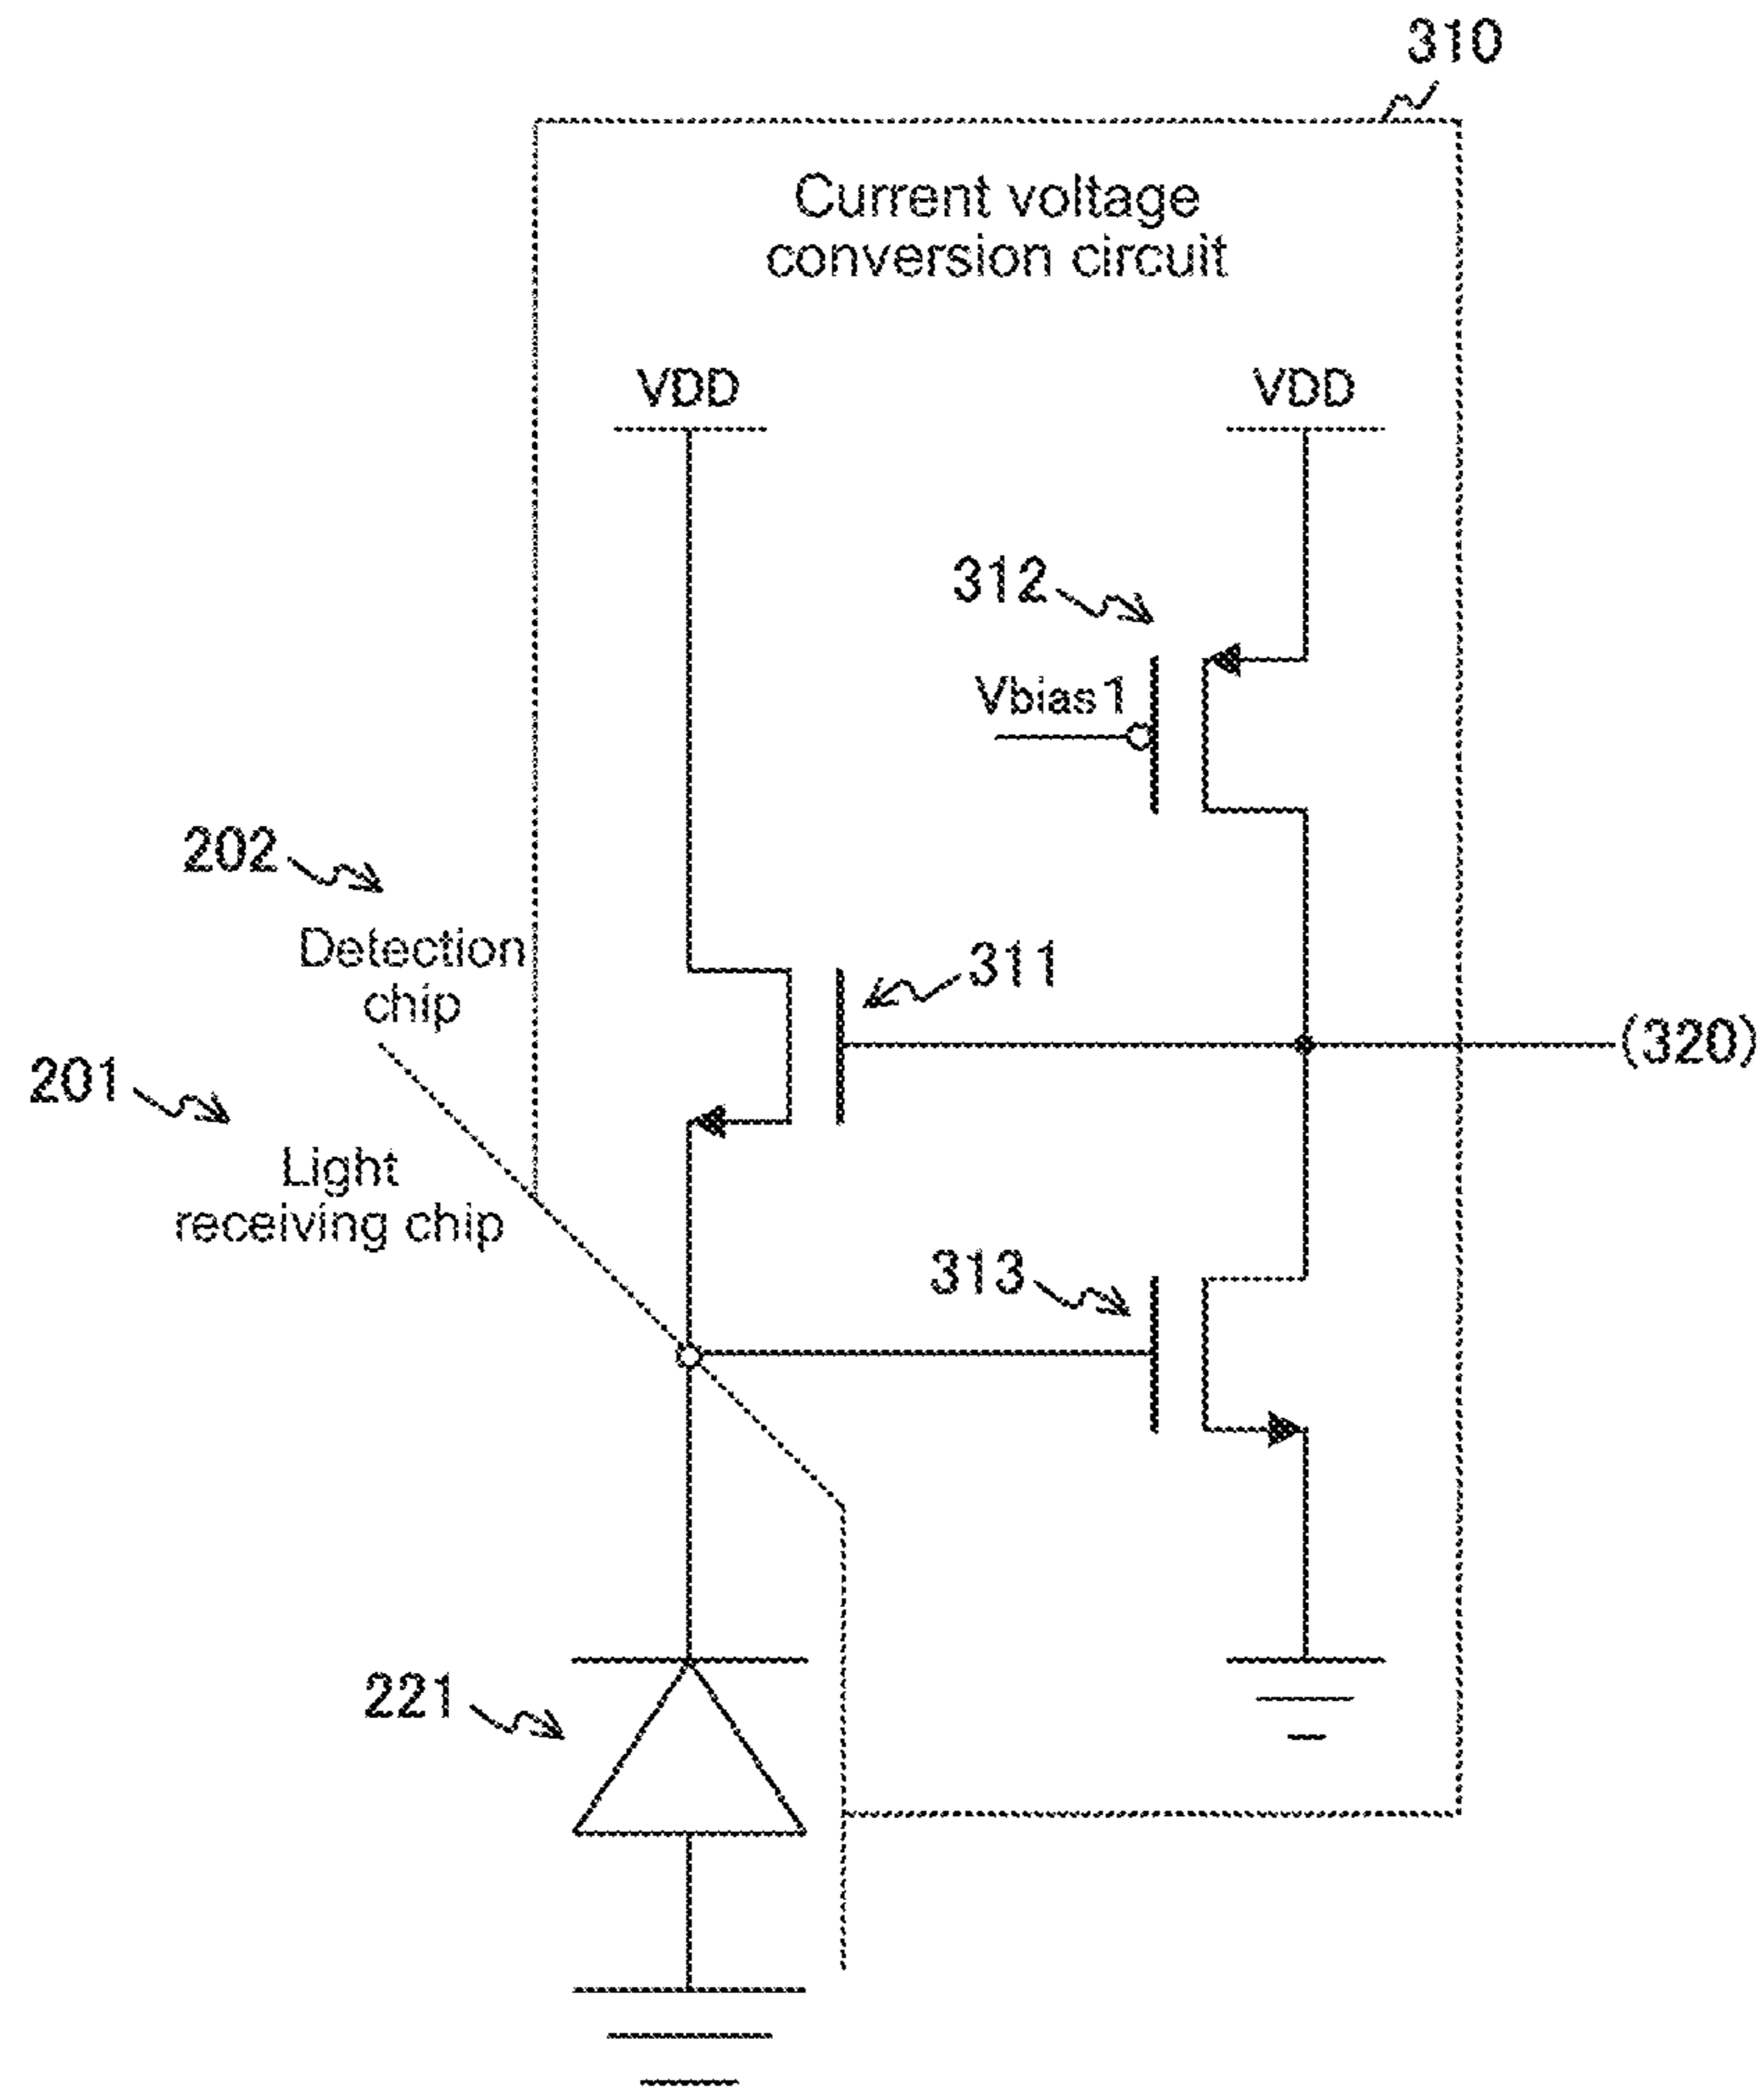 310
Current voltage
conversion circuit
VDD
VDD
312
Vbias1
202
Detection
chip
311
(320)
201
Light
receiving chip
313
221